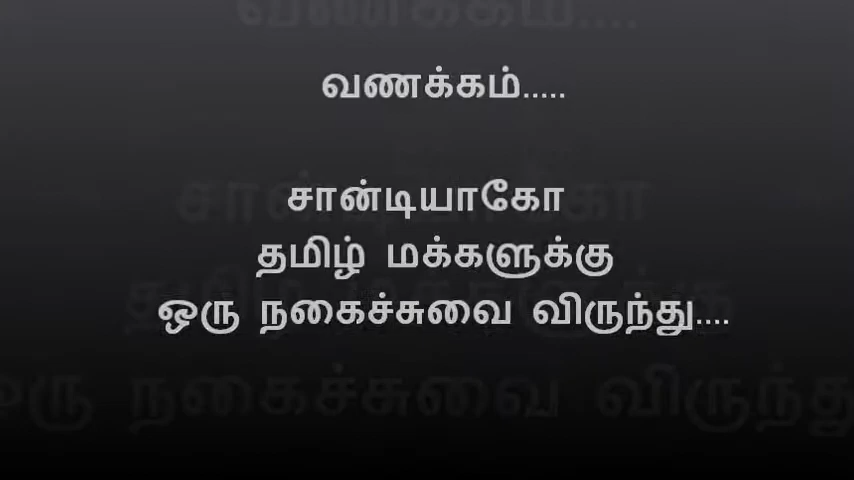 வணக்கம்.....
சான்டியாகோ
தமிழ் மக்களுக்கு
ஒரு நகைச்சுவை விருந்து....